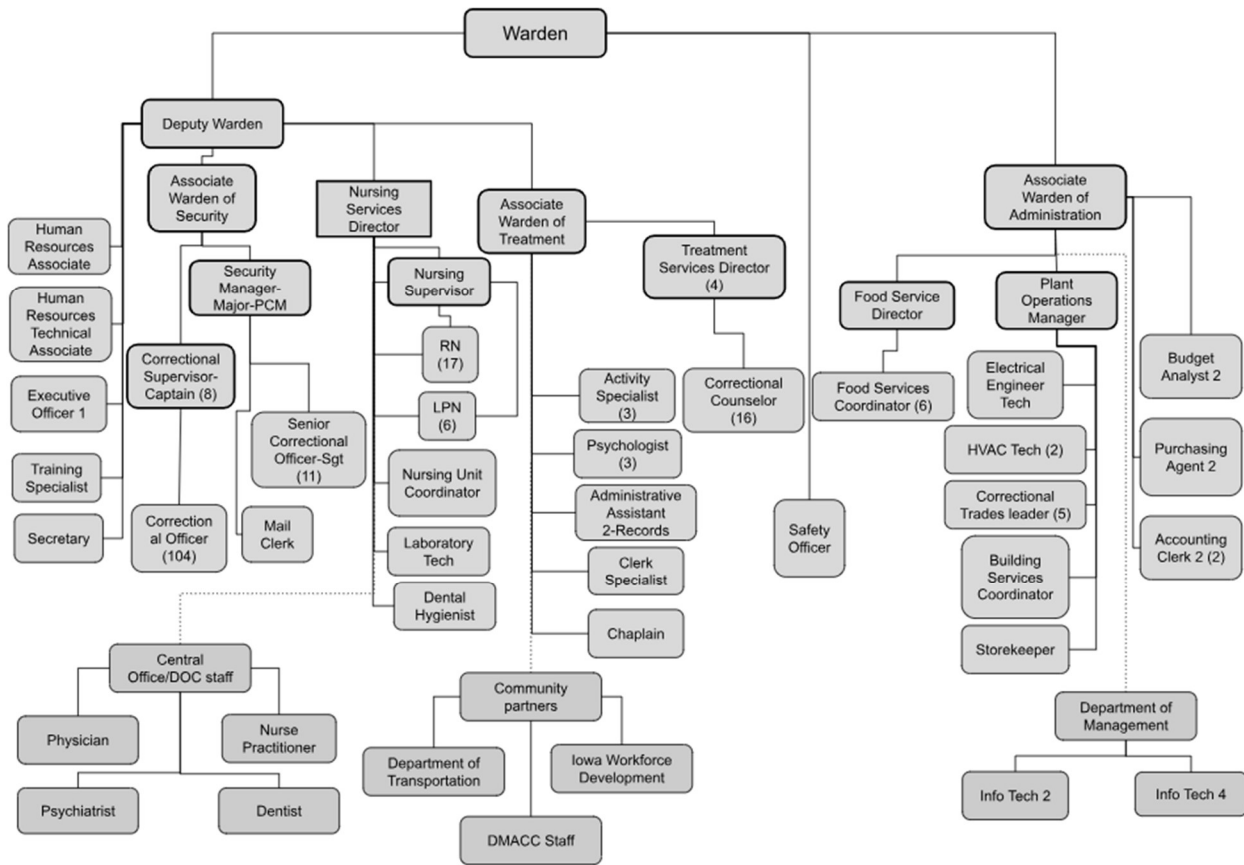 Warden
Deputy Warden
Associate
Warden of
Security
Nursing
Services
Director
Associate
Warden of
Treatment
Associate
Warden of
Administration
Human
Resources
Associate
Security
Manager-
Major-PCM
Nursing
Supervisor
Treatment
Services Director
(4)
Food Service
Director
Plant
Operations
Manager
Human
Resources
Technical
Associate
Correctional
Supervisor-
Captain (8)
RN
(17)
Activity
Specialist
(3)
Correctional
Counselor
(16)
Food Services
Coordinator (6)
Electrical
Engineer
Tech
Budget
Analyst 2
Executive
Officer 1
Senior
Correctional
Officer-Sgt
(11)
LPN
(6)
Psychologist
(3)
HVAC Tech (2)
Purchasing
Agent 2
Training
Specialist
Nursing Unit
Coordinator
Administrative
Assistant
2-Records
Correctional
Trades leader (5)
Secretary
Correction
al Officer
(104)
Mail
Clerk
Laboratory
Tech
Clerk
Specialist
Safety
Officer
Building
Services
Coordinator
Accounting
Clerk 2 (2)
Dental
Hygienist
Chaplain
Storekeeper
Central
Office/DOC staff
Community
partners
Department of
Management
Physician
Nurse
Practitioner
Department of
Transportation
Iowa Workforce
Development
Psychiatrist
Dentist
DMACC Staff
Info Tech 2
Info Tech 4